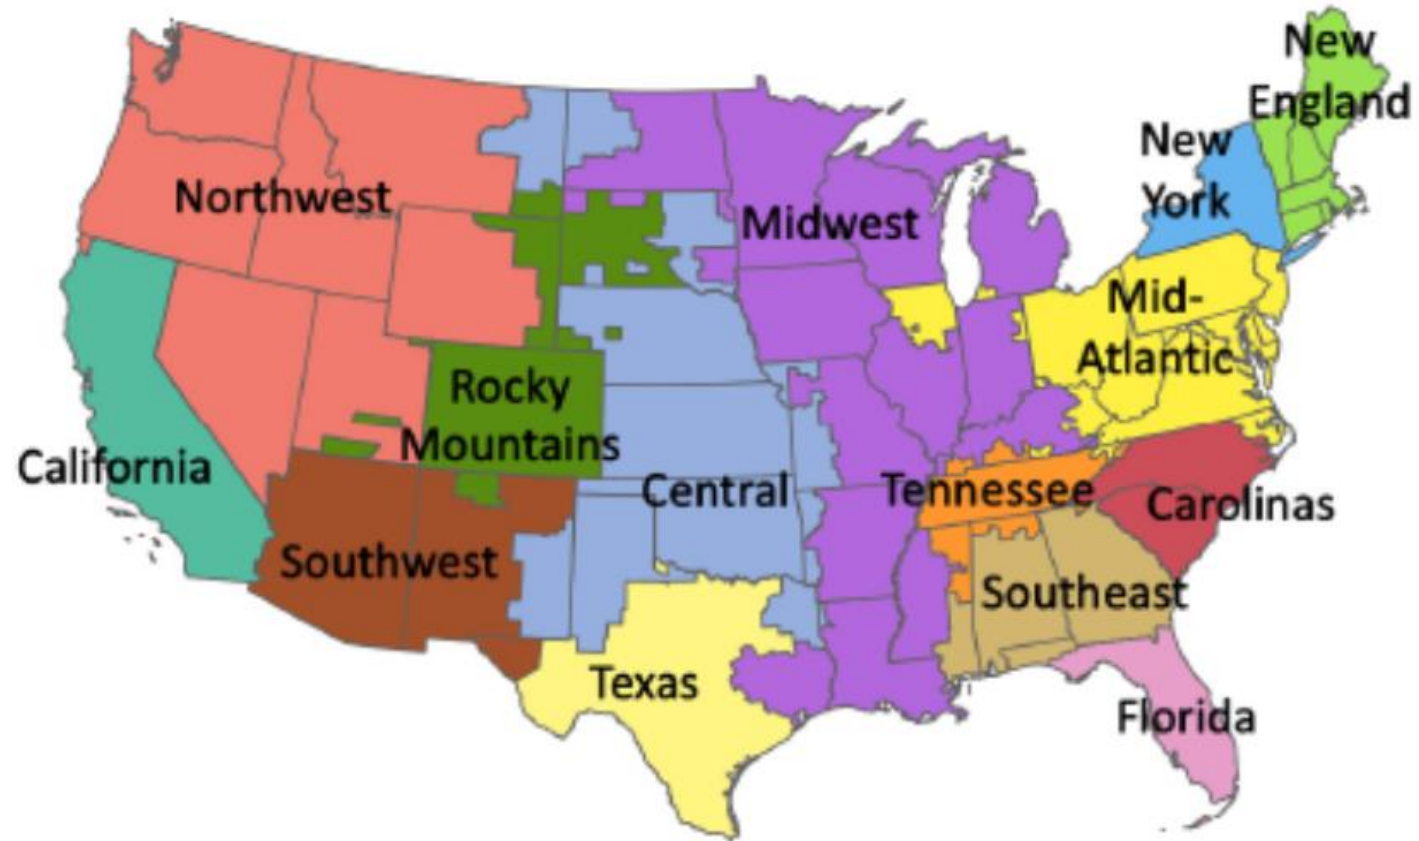 New
England
New
York
Northwest
Midwest
Mid-
Atlantic
Rocky
Mountains
California
Central
Tennessee
Carolinas
Southwest
Southeast
Texas
Florida